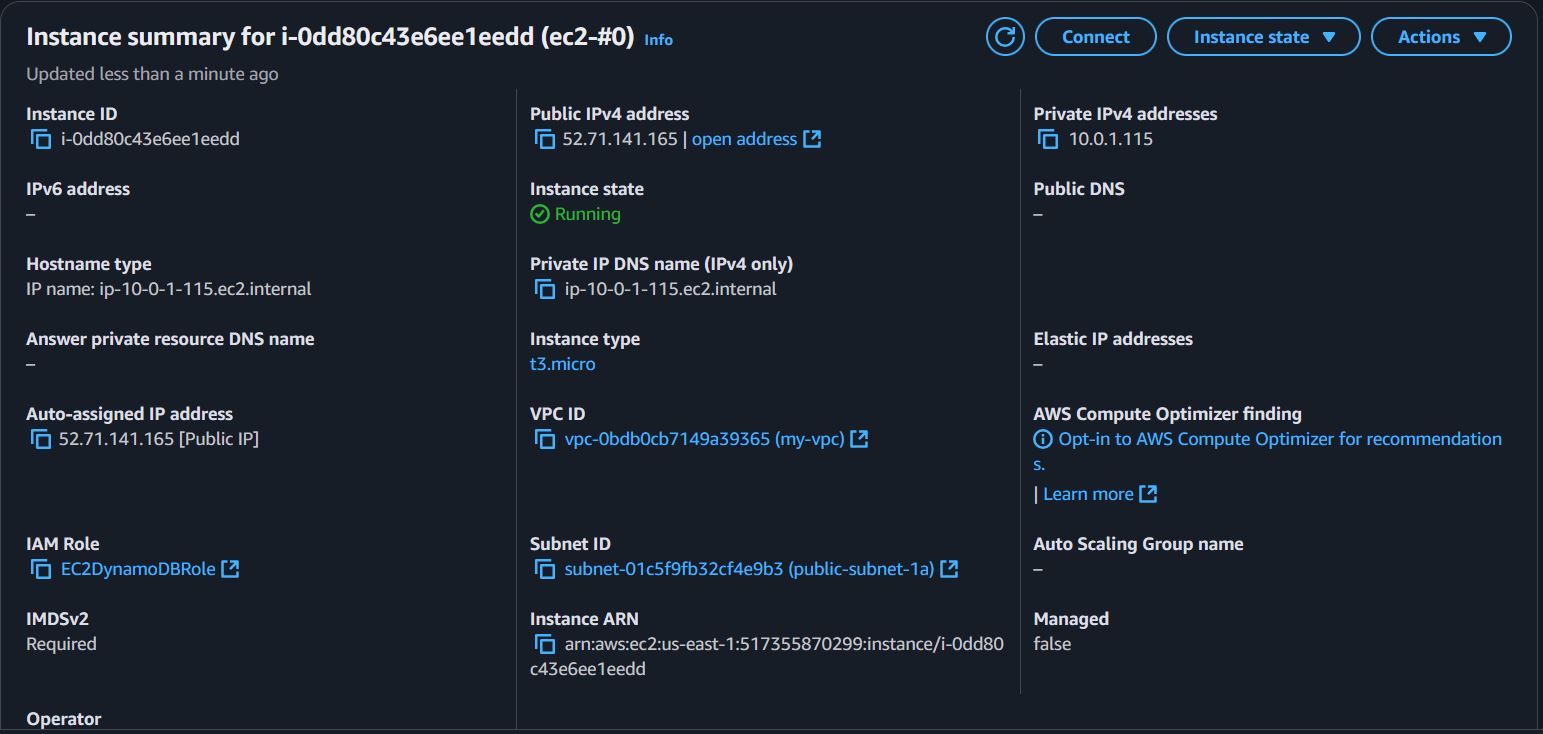 Instance summary for i-0dd80c43e6ee1eedd (ec2-#0) Info
Connect
Instance state
Actions
Updated less than a minute ago
Instance ID
i-0dd80c43e6ee1eedd
Public IPv4 address
52.71.141.165 | open address
Private IPv4 addresses
10.0.1.115
IPv6 address
–
Instance state
Running
Public DNS
–
Hostname type
IP name: ip-10-0-1-115.ec2.internal
Private IP DNS name (IPv4 only)
ip-10-0-1-115.ec2.internal
Answer private resource DNS name
–
Instance type
t3.micro
Elastic IP addresses
–
Auto-assigned IP address
52.71.141.165 [Public IP]
VPC ID
vpc-0bdb0cb7149a39365 (my-vpc)
AWS Compute Optimizer finding
Opt-in to AWS Compute Optimizer for recommendation
s.
| Learn more
IAM Role
EC2DynamoDBRole
Subnet ID
subnet-01c5f9fb32cf4e9b3 (public-subnet-1a)
Auto Scaling Group name
–
IMDSv2
Required
Instance ARN
arn:aws:ec2:us-east-1:517355870299:instance/i-0dd80
c43e6ee1eedd
Managed
false
Operator